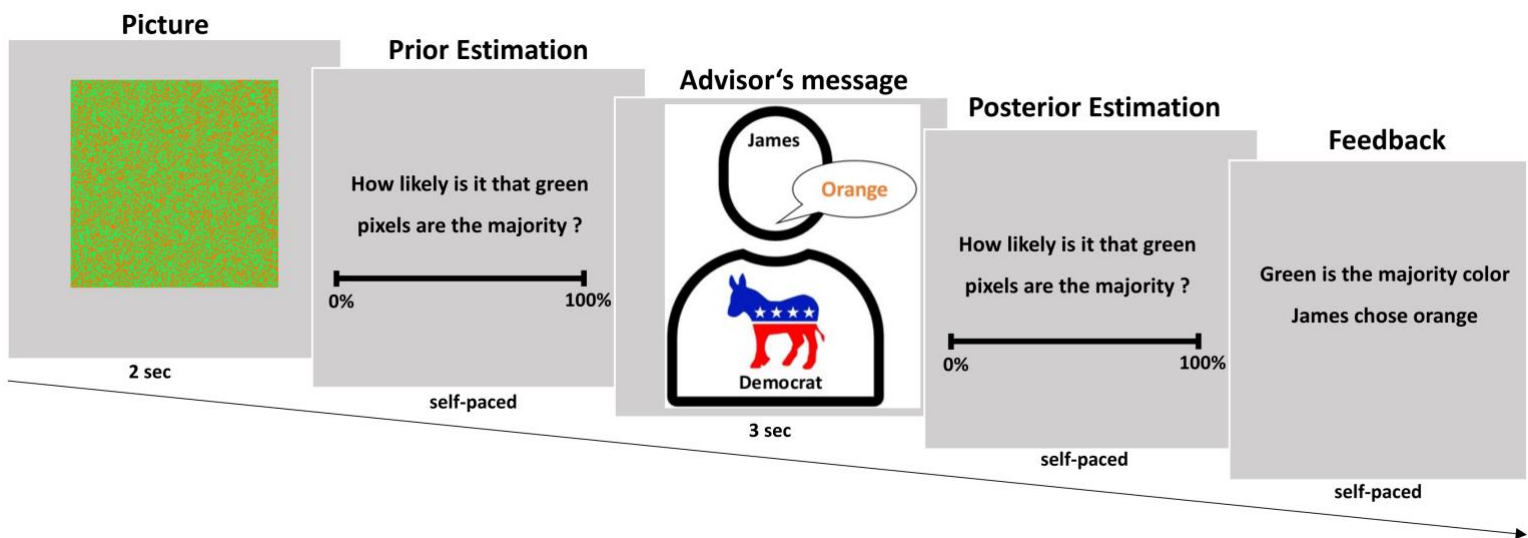 Picture
2 sec
Prior Estimation
How likely is it that green
pixels are the majority ?
0% 100%
self-paced
Advisor‘s message
James
Orange
Democrat
3 sec
Posterior Estimation
How likely is it that green
pixels are the majority ?
0% 100%
self-paced
Feedback
Green is the majority color
James chose orange
self-paced